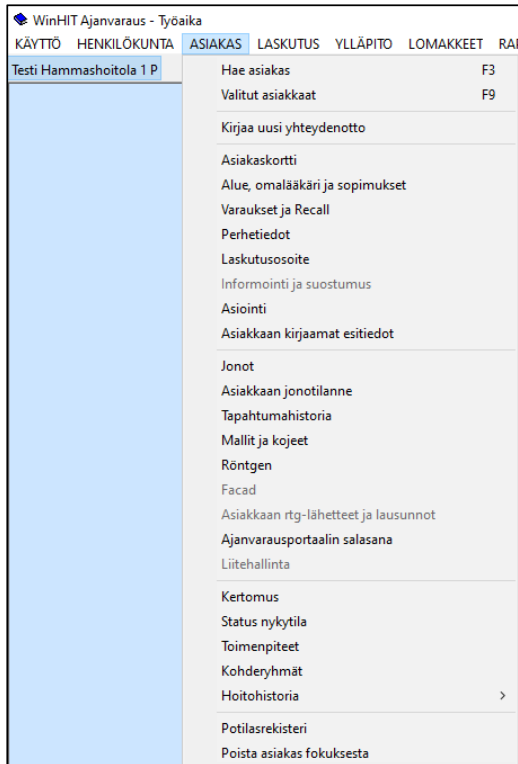 WinHIT Ajanvaraus - Työaika
KÄYTTÖ HENKILÖKUNTA ASIAKAS LASKUTUS YLLÄPITO LOMAKKEET
Testi Hammashoitola 1 P
Hae asiakas F3
Valitut asiakkaat F9
Kirjaa uusi yhteydenotto
Asiakaskortti
Alue, omalääkäri ja sopimukset
Varaukset ja Recall
Perhetiedot
Laskutusosoite
Informointi ja suostumus
Asiointi
Asiakkaan kirjaamat esitiedot
Jonot
Asiakkaan jonotilanne
Tapahtumahistoria
Mallit ja kojeet
Röntgen
Facad
Asiakkaan rtg-lähetteet ja lausunnot
Ajanvarausportaalin salasana
Liitehallinta
Kertomus
Status nykytila
Toimenpiteet
Kohderyhmät
Hoitohistoria >
Potilasrekisteri
Poista asiakas fokuksesta